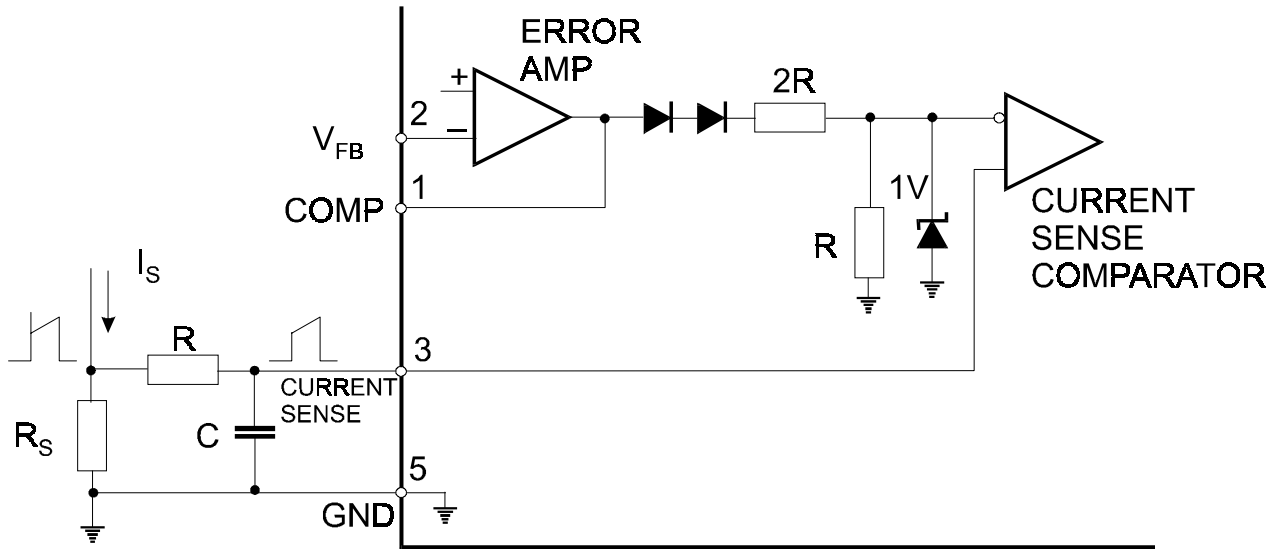 ERROR
AMP
2R
+
2
−
V_FB
1
COMP
1V
CURRENT
SENSE
COMPARATOR
R
I_S
R
3
CURRENT
SENSE
R_S
C
5
GND